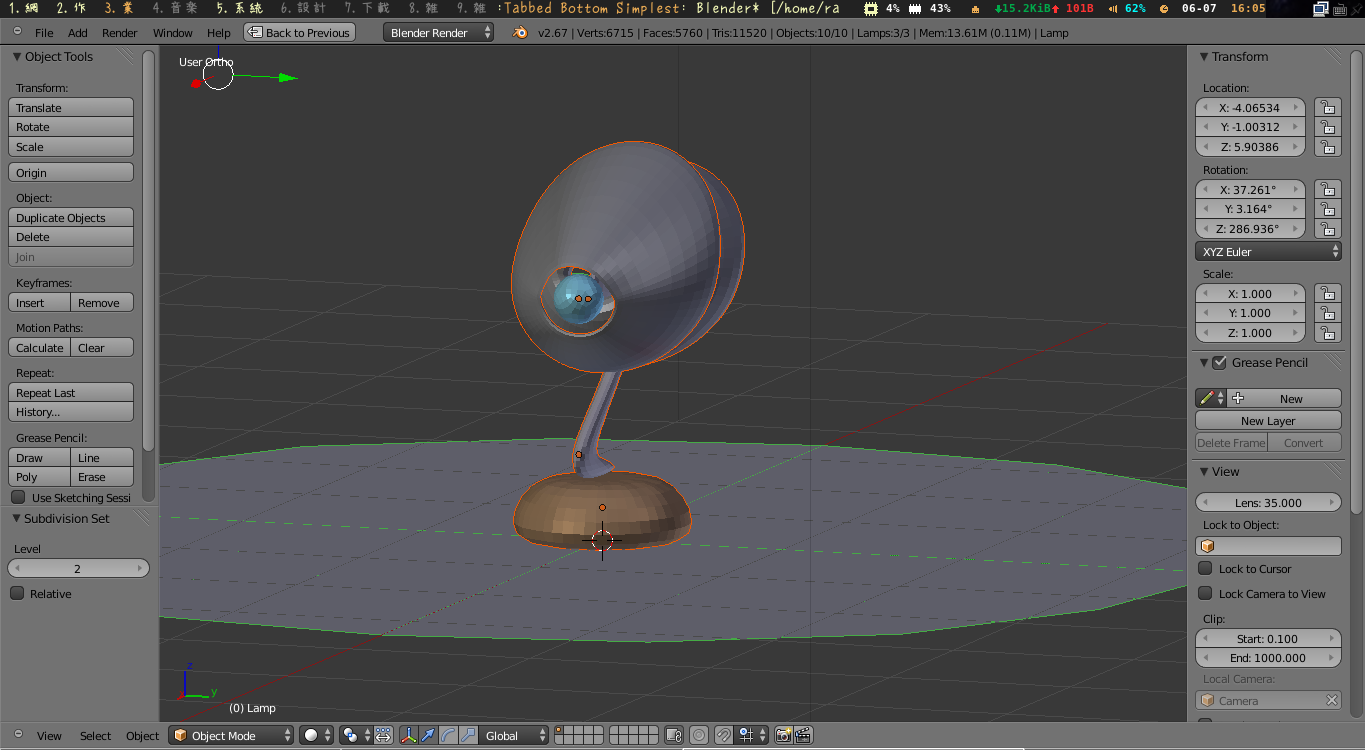 1. 網 2. 作 3. 業 4. 音楽 5. 系統 6. 設計 7. 下載 8. 雑 9. 雑 :Tabbed Bottom Simplest: Blender* [/home/ra 4% 43% 15.2KiB 101B 62% 06-07 16:05
File Add Render Window Help Back to Previous Blender Render v2.67 | Verts:6715 | Faces:5760 | Tris:11520 | Objects:10/10 | Lamps:3/3 | Mem:13.61M (0.11M) | Lamp
Object Tools
Transform:
Translate
Rotate
Scale
Origin
Object:
Duplicate Objects
Delete
Join
Keyframes:
Insert Remove
Motion Paths:
Calculate Clear
Repeat:
Repeat Last
History...
Grease Pencil:
Draw Line
Poly Erase
Use Sketching Sessi
Subdivision Set
Level
2
Relative
User Ortho
z
y
(0) Lamp
Transform
Location:
X: -4.06534
Y: -1.00312
Z: 5.90386
Rotation:
X: 37.261°
Y: 3.164°
Z: 286.936°
XYZ Euler
Scale:
X: 1.000
Y: 1.000
Z: 1.000
Grease Pencil
New
New Layer
Delete Frame Convert
View
Lens: 35.000
Lock to Object:
Lock to Cursor
Lock Camera to View
Clip:
Start: 0.100
End: 1000.000
Local Camera:
Camera
View Select Object Object Mode Global